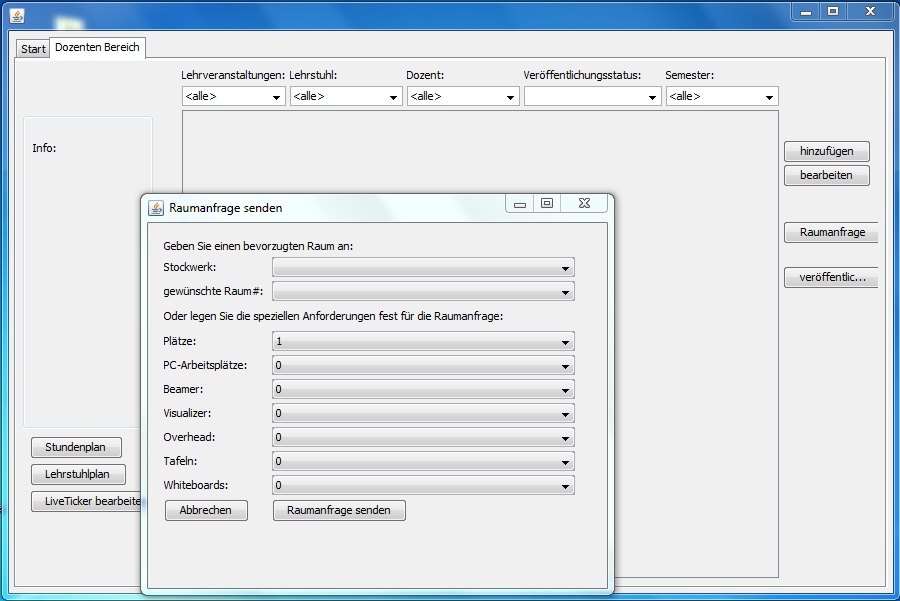 Start
Dozenten Bereich
Lehrveranstaltungen: Lehrstuhl: Dozent: Veröffentlichungsstatus: Semester:
<alle> <alle> <alle> <alle>
Info:
hinzufügen
bearbeiten
Raumanfrage
veröffentlic...
Stundenplan
Lehrstuhlplan
LiveTicker bearbeite
Raumanfrage senden
Geben Sie einen bevorzugten Raum an:
Stockwerk:
gewünschte Raum#:
Oder legen Sie die speziellen Anforderungen fest für die Raumanfrage:
Plätze: 1
PC-Arbeitsplätze: 0
Beamer: 0
Visualizer: 0
Overhead: 0
Tafeln: 0
Whiteboards: 0
Abbrechen Raumanfrage senden